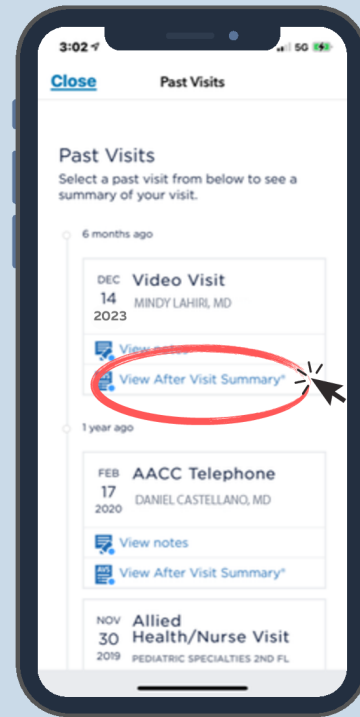 3:02 5G
Close Past Visits
Past Visits
Select a past visit from below to see a
summary of your visit.
6 months ago
DEC Video Visit
14 MINDY LAHIRI, MD
2023
View notes
AVS View After Visit Summary*
1 year ago
FEB AACC Telephone
17 DANIEL CASTELLANO, MD
2020
View notes
AVS View After Visit Summary*
NOV Allied
30 Health/Nurse Visit
2019 PEDIATRIC SPECIALTIES 2ND FL